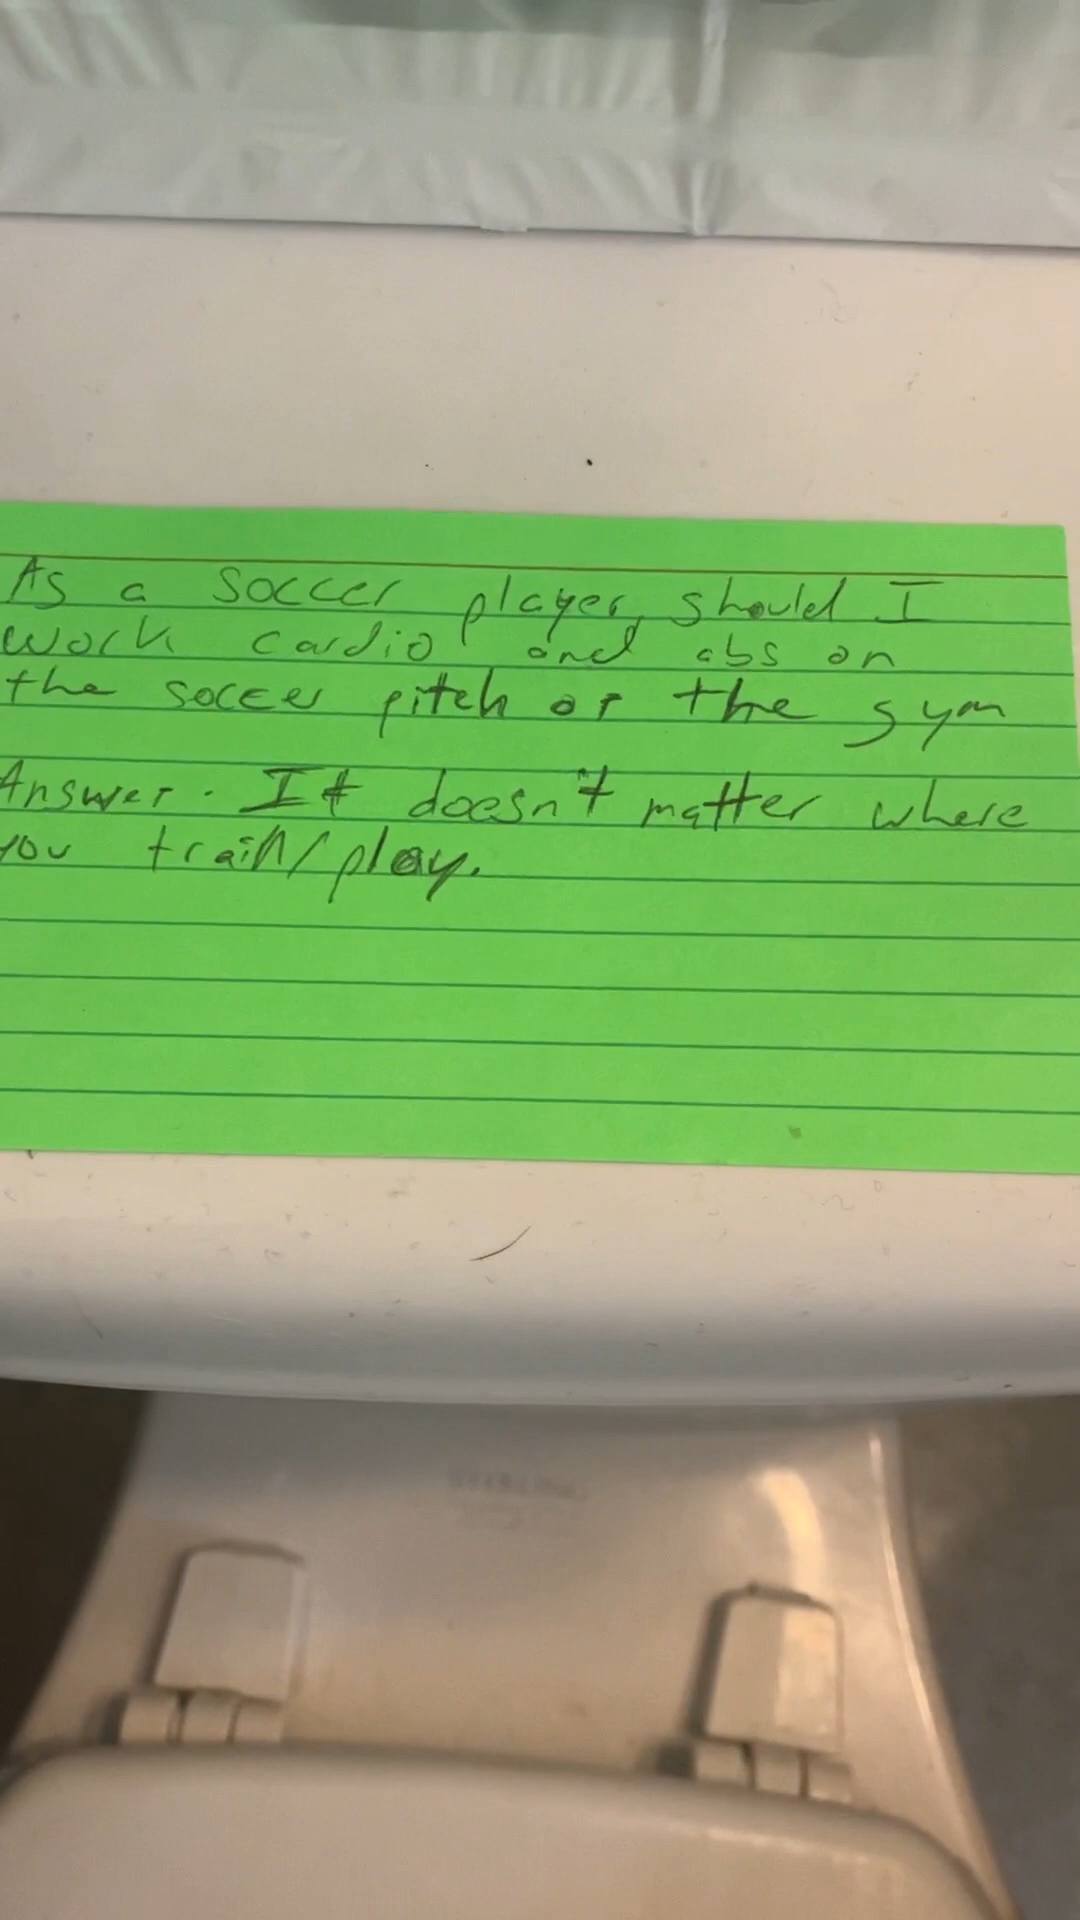 As a soccer player, should I
work cardio and abs on
the soccer pitch or the gym
Answer. It doesn't matter where
you train/play.